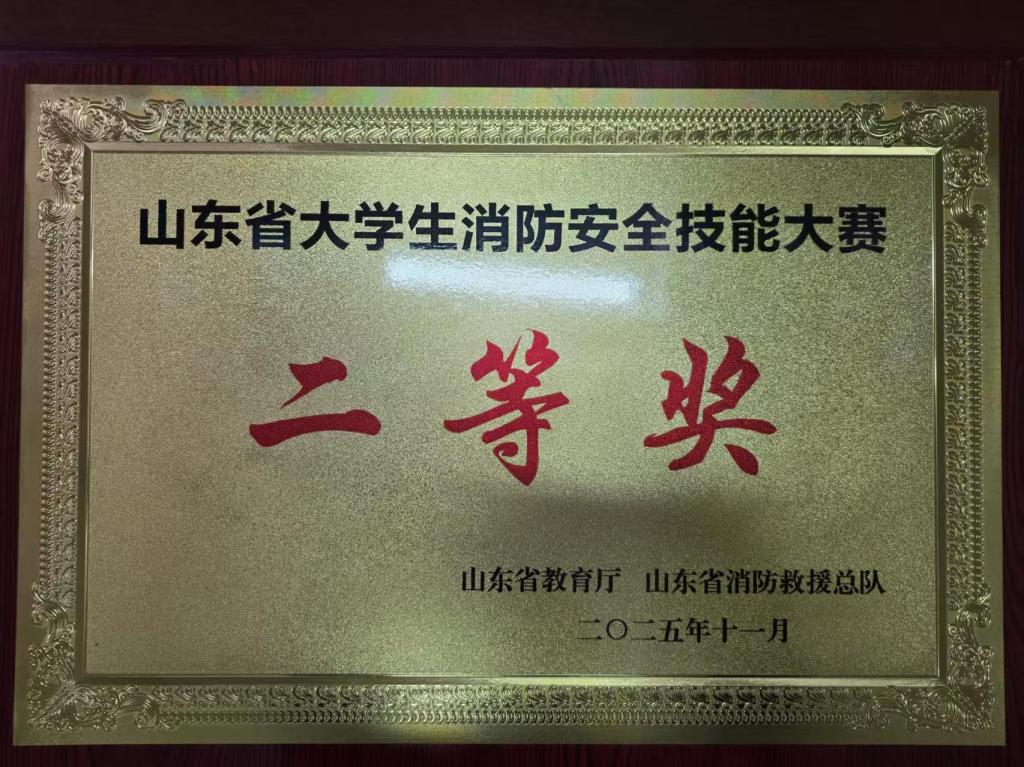 山东省大学生消防安全技能大赛
二等奖
山东省教育厅 山东省消防救援总队
二〇二五年十一月